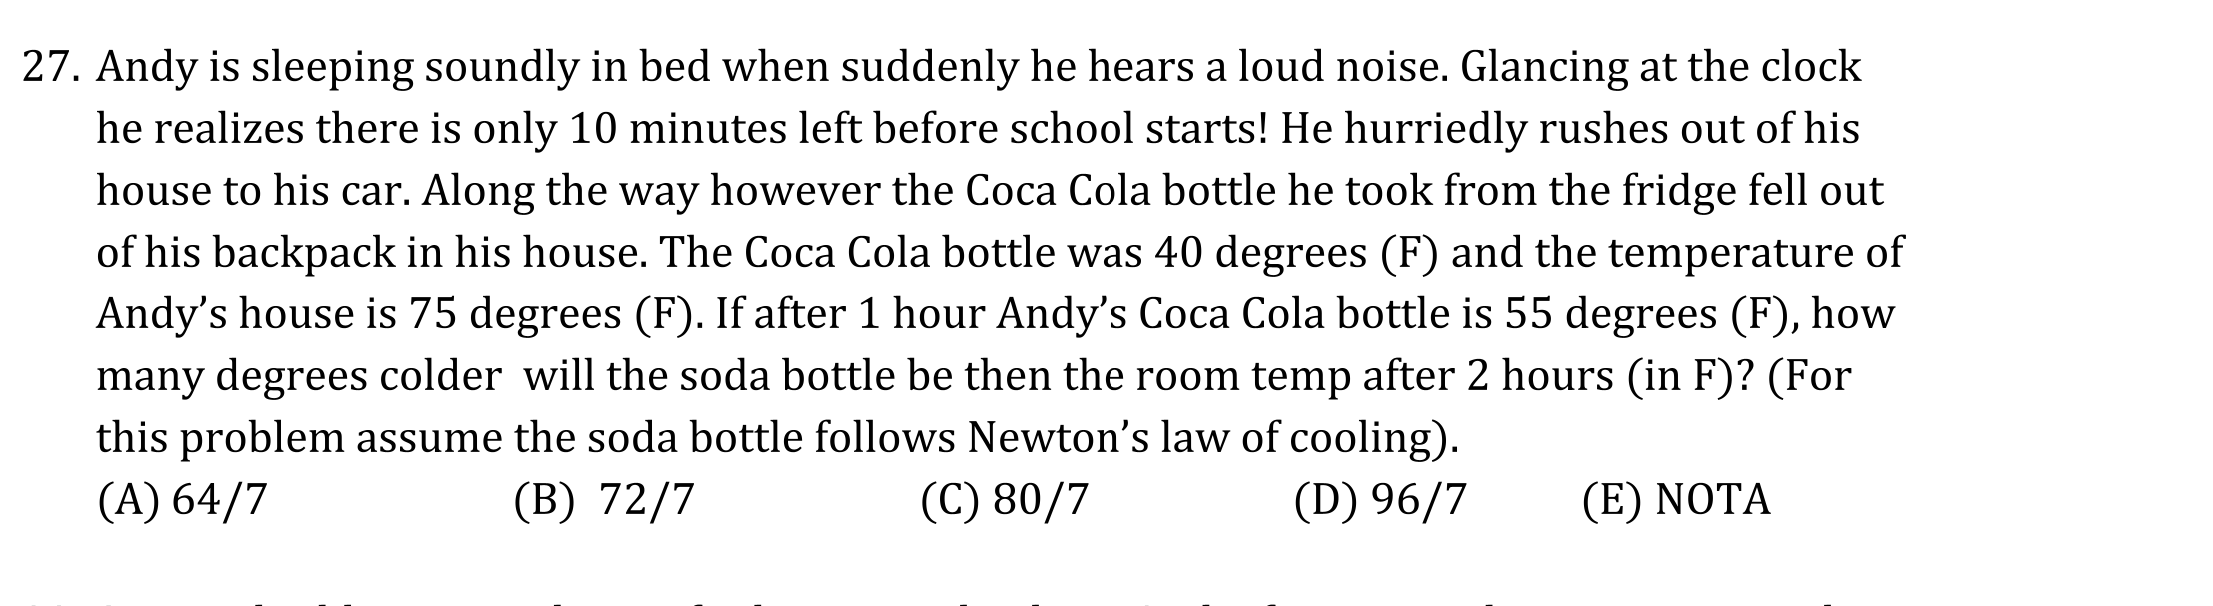 27. Andy is sleeping soundly in bed when suddenly he hears a loud noise. Glancing at the clock
he realizes there is only 10 minutes left before school starts! He hurriedly rushes out of his
house to his car. Along the way however the Coca Cola bottle he took from the fridge fell out
of his backpack in his house. The Coca Cola bottle was 40 degrees (F) and the temperature of
Andy’s house is 75 degrees (F). If after 1 hour Andy’s Coca Cola bottle is 55 degrees (F), how
many degrees colder  will the soda bottle be then the room temp after 2 hours (in F)? (For
this problem assume the soda bottle follows Newton’s law of cooling).
(A) 64/7 (B) 72/7 (C) 80/7 (D) 96/7 (E) NOTA